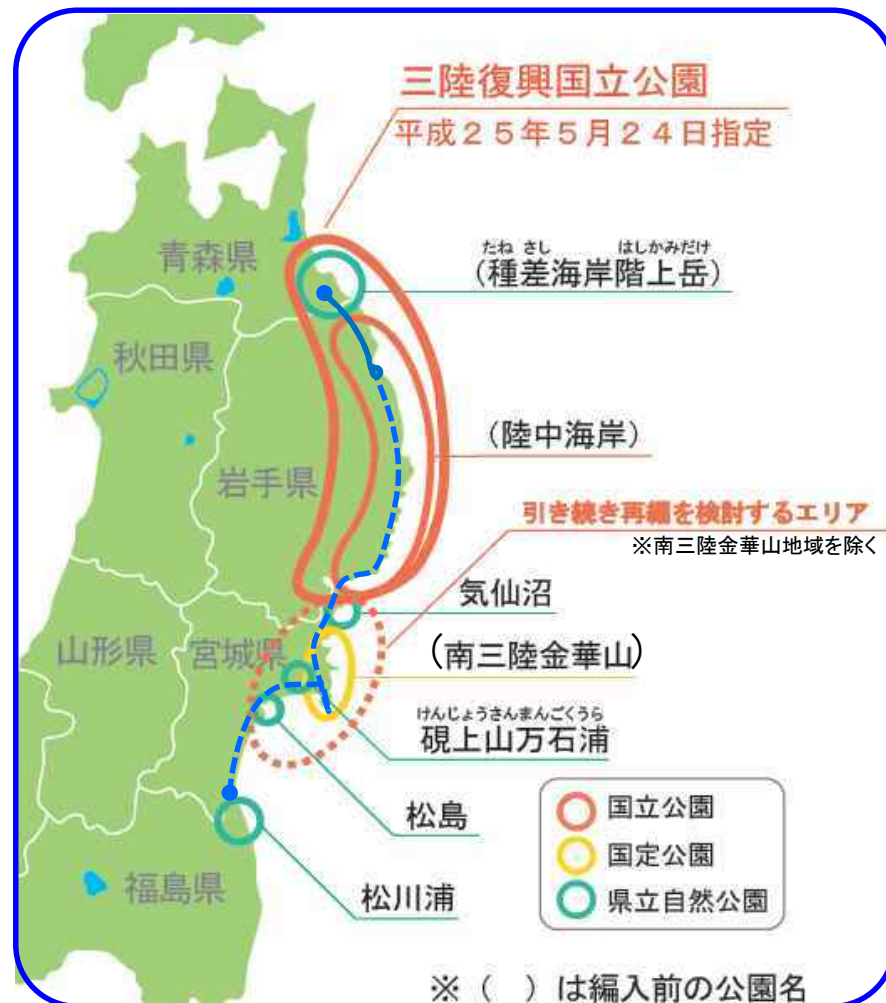 三陸復興国立公園
平成25年5月24日指定
たね さし はしかみだけ
(種差海岸階上岳)
青森県
秋田県
(陸中海岸)
岩手県
引き続き再編を検討するエリア
※南三陸金華山地域を除く
気仙沼
山形県
宮城県
(南三陸金華山)
けんじょうさんまんごくうら
硯上山万石浦
国立公園
松島
国定公園
福島県
松川浦
県立自然公園
※( )は編入前の公園名